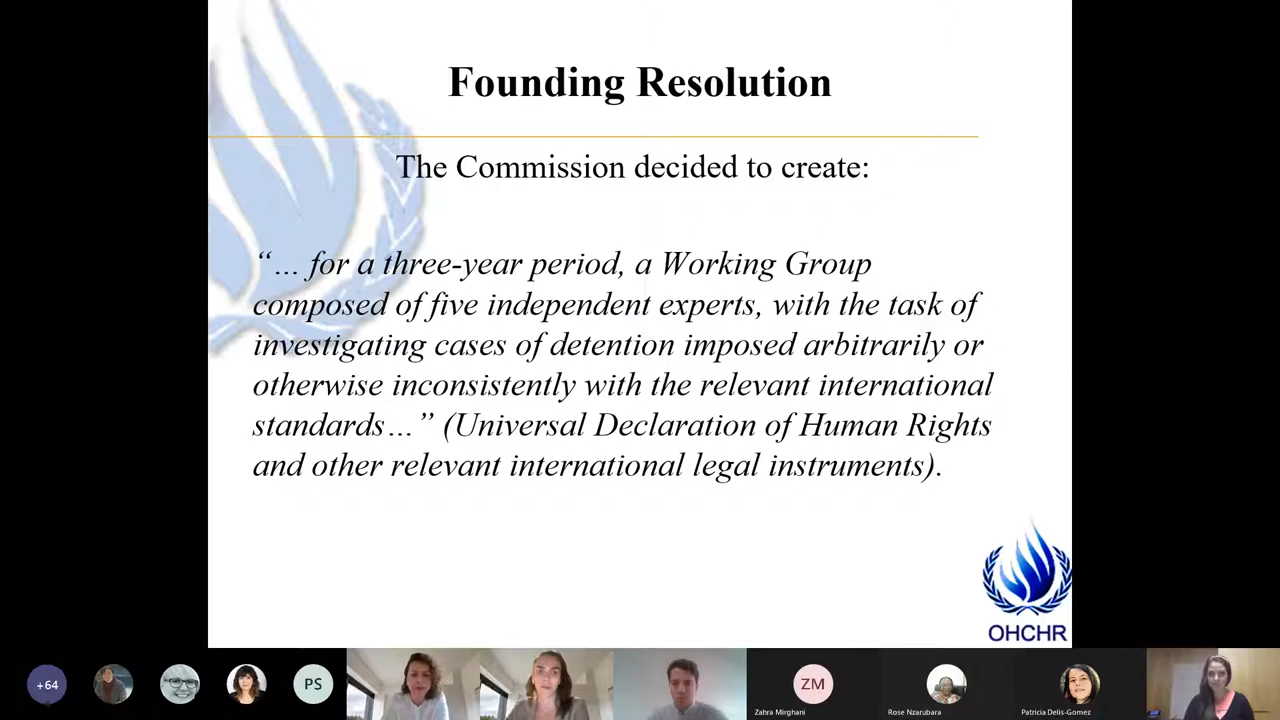 Founding Resolution
The Commission decided to create:
“… for a three-year period, a Working Group
composed of five independent experts, with the task of
investigating cases of detention imposed arbitrarily or
otherwise inconsistently with the relevant international
standards…” (Universal Declaration of Human Rights
and other relevant international legal instruments).
OHCHR
+64
PS
ZM
Zahra Mirghani
Rose Nzarubara
Patricia Delis-Gomez